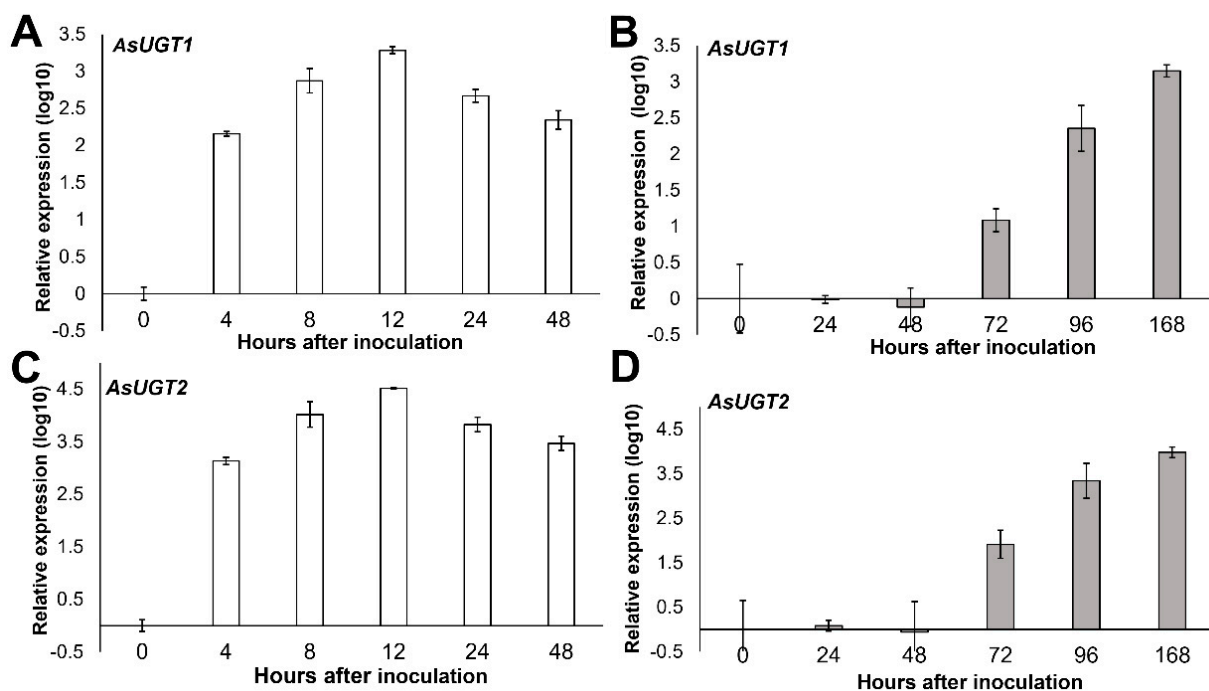 A
AsUGT1
Relative expression (log10)
3.5
3
2.5
2
1.5
1
0.5
0
-0.5
0 4 8 12 24 48
Hours after inoculation
B
AsUGT1
Relative expression (log10)
3.5
3
2.5
2
1.5
1
0.5
0
-0.5
0 24 48 72 96 168
Hours after inoculation
C
AsUGT2
Relative expression (log10)
4.5
3.5
2.5
1.5
0.5
-0.5
0 4 8 12 24 48
Hours after inoculation
D
AsUGT2
Relative expression (log10)
4.5
3.5
2.5
1.5
0.5
-0.5
0 24 48 72 96 168
Hours after inoculation